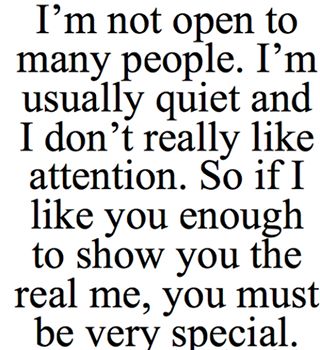 I’m not open to
many people. I’m
usually quiet and
I don’t really like
attention. So if I
like you enough
to show you the
real me, you must
be very special.